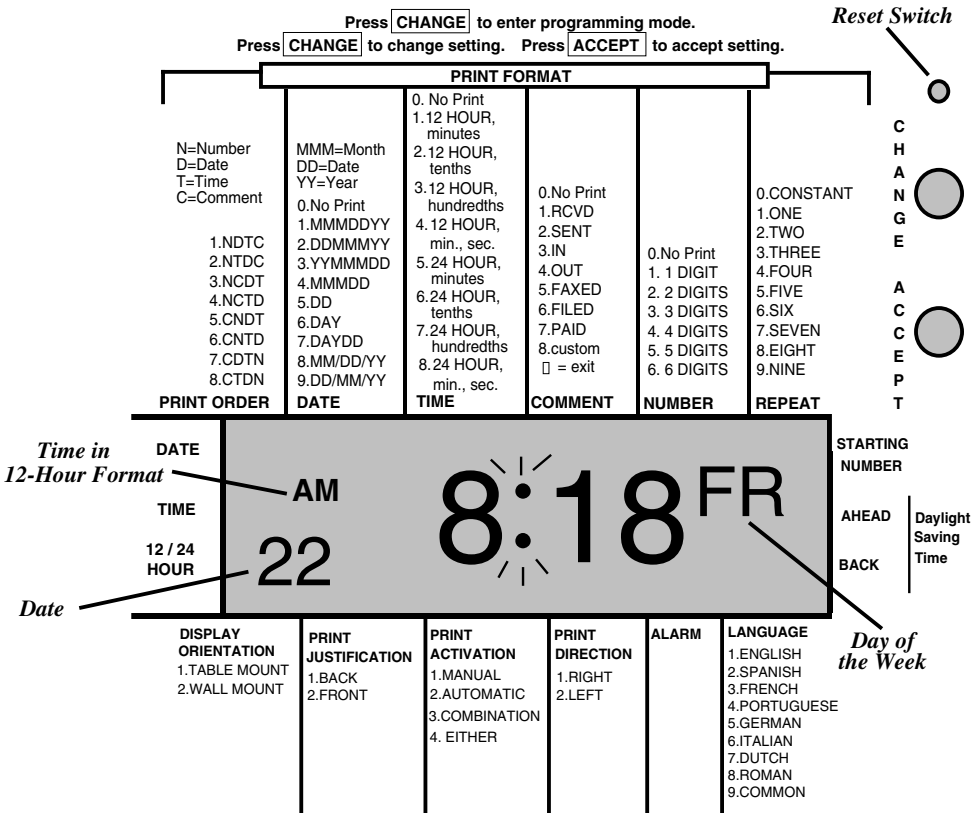 Reset Switch
Press CHANGE to enter programming mode.
Press CHANGE to change setting. Press ACCEPT to accept setting.
PRINT FORMAT
N=Number
D=Date
T=Time
C=Comment
1.NDTC
2.NTDC
3.NCDT
4.NCTD
5.CNDT
6.CNTD
7.CDTN
8.CTDN
PRINT ORDER
MMM=Month
DD=Date
YY=Year
0.No Print
1.MMMDDYY
2.DDMMMYY
3.YYMMMDD
4.MMMDD
5.DD
6.DAY
7.DAYDD
8.MM/DD/YY
9.DD/MM/YY
DATE
0. No Print
1.12 HOUR,
minutes
2.12 HOUR,
tenths
3.12 HOUR,
hundredths
4.12 HOUR,
min., sec.
5.24 HOUR,
minutes
6.24 HOUR,
tenths
7.24 HOUR,
hundredths
8.24 HOUR,
min., sec.
TIME
0.No Print
1.RCVD
2.SENT
3.IN
4.OUT
5.FAXED
6.FILED
7.PAID
8.custom
▯ = exit
COMMENT
0.No Print
1. 1 DIGIT
2. 2 DIGITS
3. 3 DIGITS
4. 4 DIGITS
5. 5 DIGITS
6. 6 DIGITS
NUMBER
0.CONSTANT
1.ONE
2.TWO
3.THREE
4.FOUR
5.FIVE
6.SIX
7.SEVEN
8.EIGHT
9.NINE
REPEAT
CHANGE
ACCEPT
Time in
12-Hour Format
Date
DATE
TIME
12 / 24
HOUR
AM
22
8:18
FR
STARTING
NUMBER
AHEAD
BACK
Daylight
Saving
Time
Day of
the Week
DISPLAY
ORIENTATION
1.TABLE MOUNT
2.WALL MOUNT
PRINT
JUSTIFICATION
1.BACK
2.FRONT
PRINT
ACTIVATION
1.MANUAL
2.AUTOMATIC
3.COMBINATION
4. EITHER
PRINT
DIRECTION
1.RIGHT
2.LEFT
ALARM
LANGUAGE
1.ENGLISH
2.SPANISH
3.FRENCH
4.PORTUGUESE
5.GERMAN
6.ITALIAN
7.DUTCH
8.ROMAN
9.COMMON